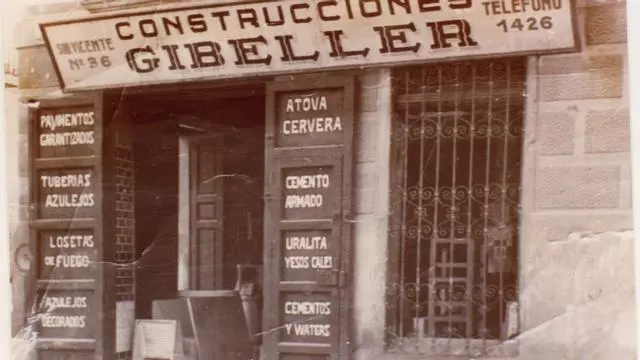 CONSTRUCCIONES
SAN VICENTE
Nº 36
GIBELLER
TELEFONO
1426
PAVIMENTOS
GARANTIZADOS
TUBERIAS
AZULEJOS
LOSETAS
DE FUEGO
AZULEJOS
DECORADOS
ATOVA
CERVERA
CEMENTO
ARMADO
URALITA
YESOS CALES
CEMENTOS
Y WATERS